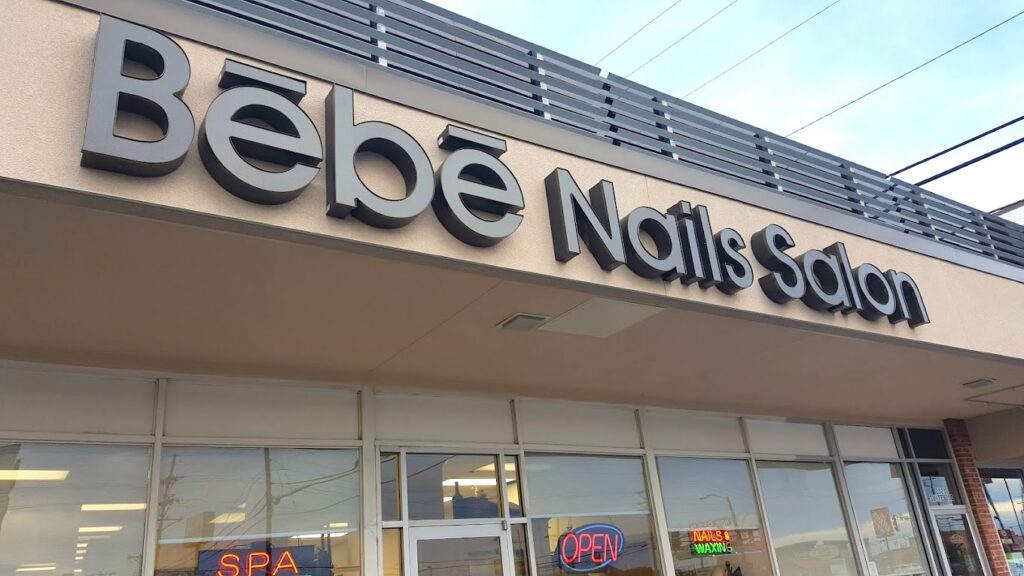 Bēbē Nails Salon
SPA
OPEN
NAILS &
WAXING